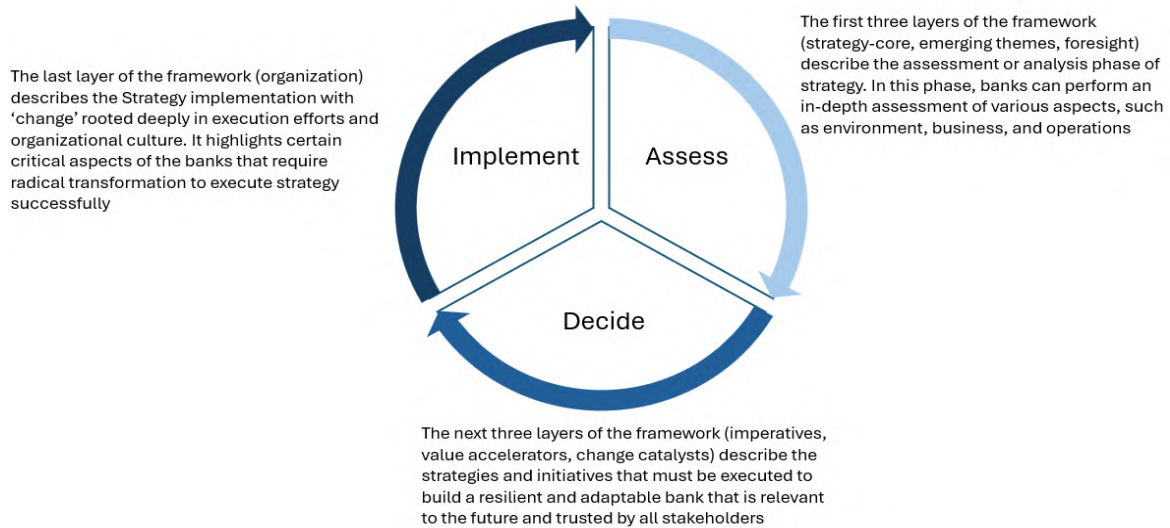 The first three layers of the framework
(strategy-core, emerging themes, foresight)
describe the assessment or analysis phase of
strategy. In this phase, banks can perform an
in-depth assessment of various aspects, such
as environment, business, and operations
The last layer of the framework (organization)
describes the Strategy implementation with
‘change’ rooted deeply in execution efforts and
organizational culture. It highlights certain
critical aspects of the banks that require
radical transformation to execute strategy
successfully
Implement
Assess
Decide
The next three layers of the framework (imperatives,
value accelerators, change catalysts) describe the
strategies and initiatives that must be executed to
build a resilient and adaptable bank that is relevant
to the future and trusted by all stakeholders